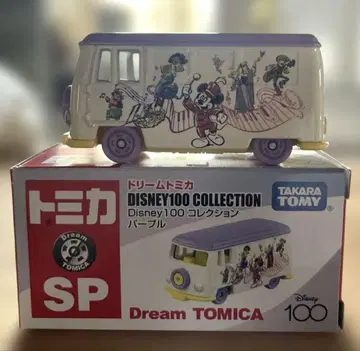 トミカ
Dream
TOMICA
SP
ドリームトミカ
DISNEY100 COLLECTION
Disney100 コレクション
パープル
TAKARA
TOMY
Dream TOMICA
Disney
100